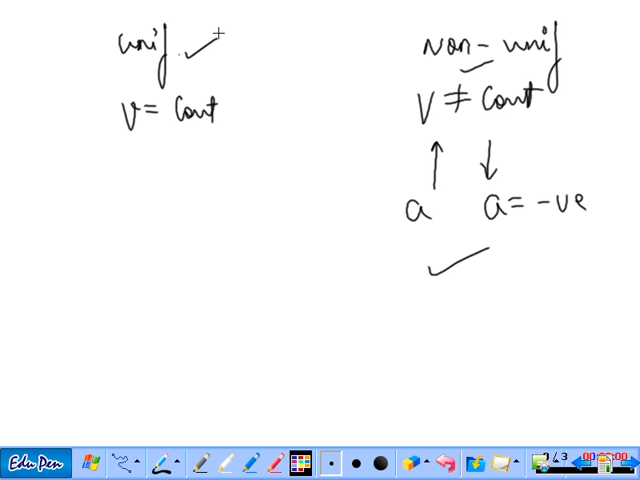 unif
v = Cont
Non-unif
V ≠ Cont
a
a = -ve
Edu Pen